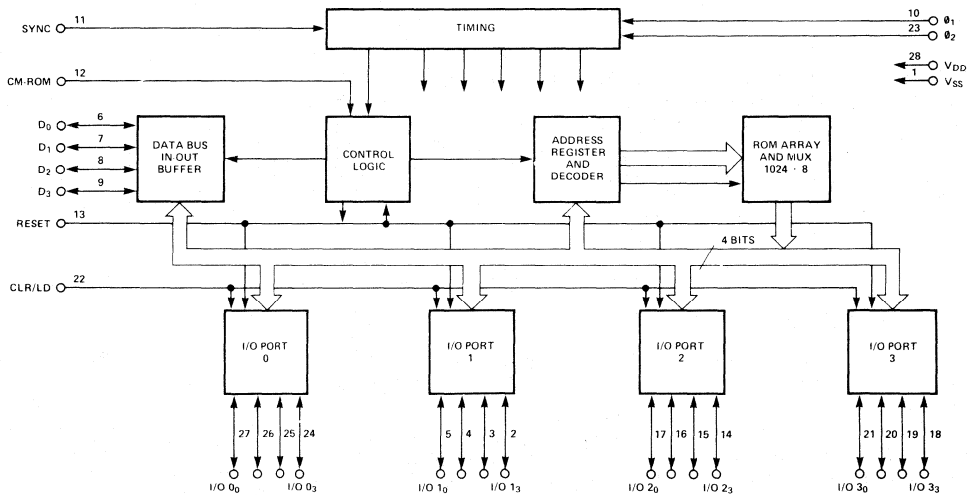 SYNC 11
TIMING
10 Ø1
23 Ø2
CM-ROM 12
28 VDD
1 VSS
D0 6
D1 7
D2 8
D3 9
DATA BUS
IN-OUT
BUFFER
CONTROL
LOGIC
ADDRESS
REGISTER
AND
DECODER
ROM ARRAY
AND MUX
1024 · 8
RESET 13
4 BITS
CLR/LD 22
I/O PORT
0
I/O PORT
1
I/O PORT
2
I/O PORT
3
27 26 25 24
5 4 3 2
17 16 15 14
21 20 19 18
I/O 00 I/O 03
I/O 10 I/O 13
I/O 20 I/O 23
I/O 30 I/O 33